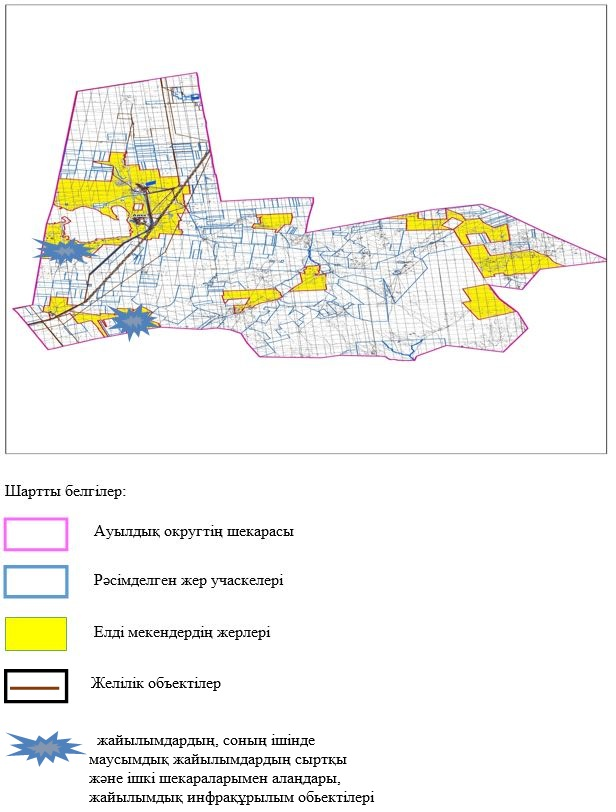 Шартты белгілер:
Ауылдық округтің шекарасы
Рәсімделген жер учаскелері
Елді мекендердің жерлері
Желілік объектілер
жайылымдардың, соның ішінде
маусымдық жайылымдардың сыртқы
және ішкі шекараларымен алаңдары,
жайылымдық инфрақұрылым обьектілері